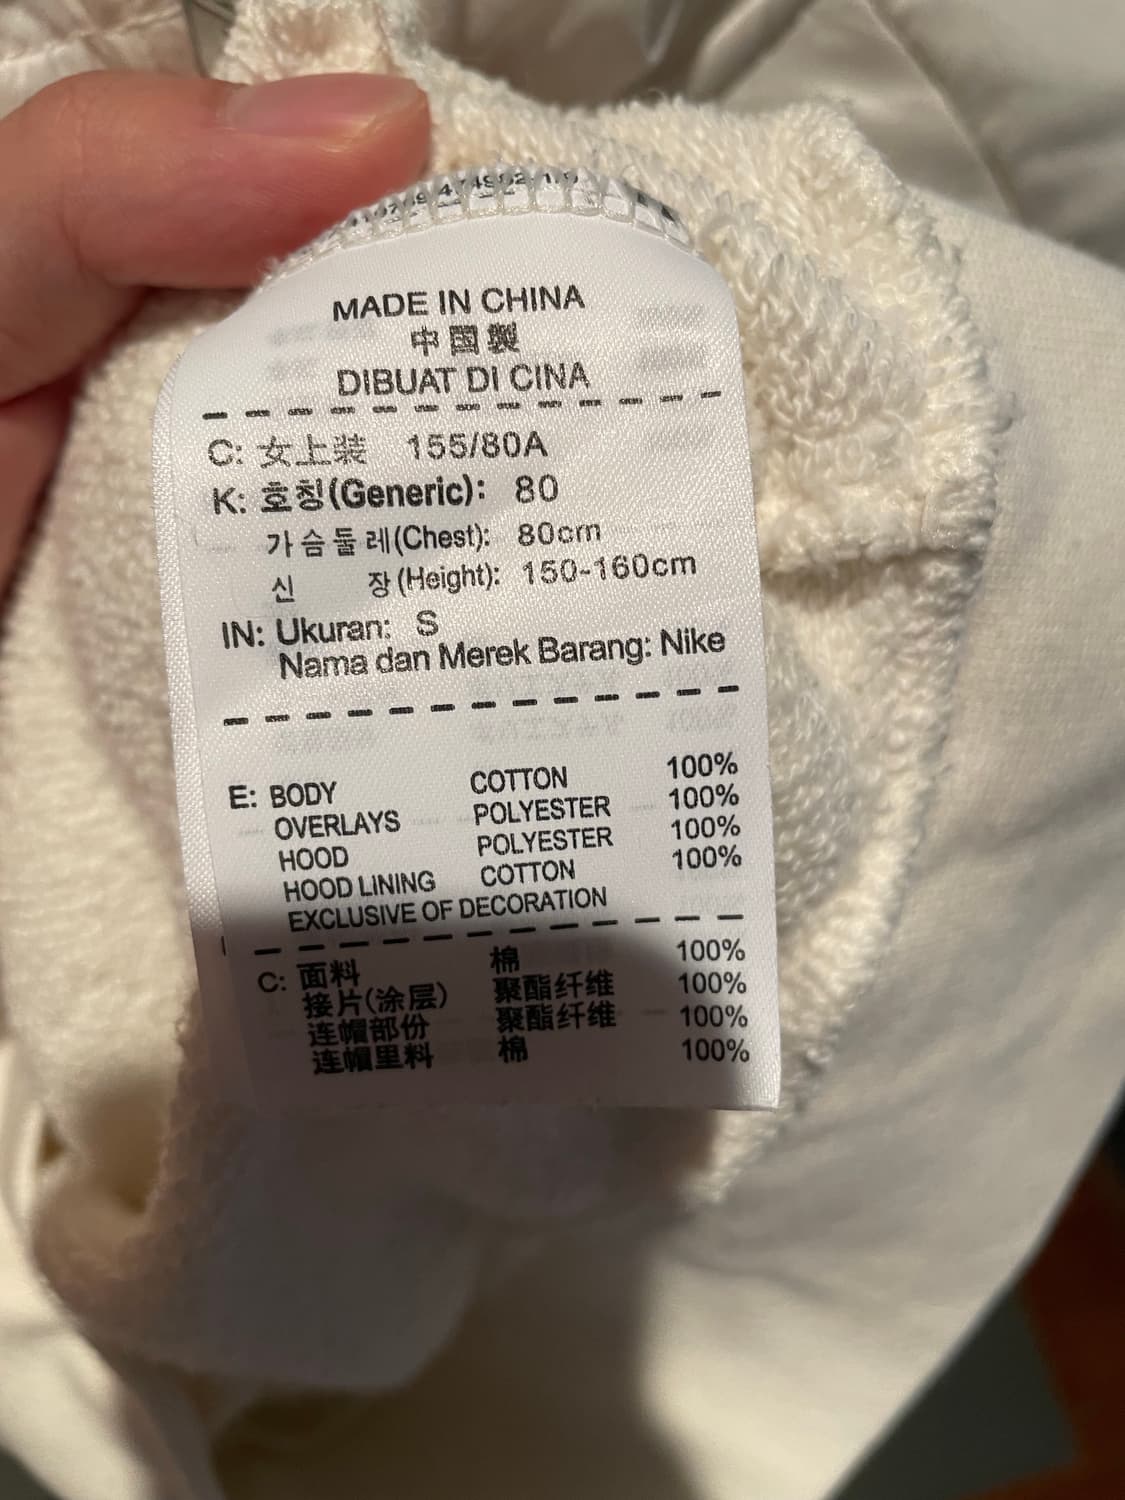 MADE IN CHINA
中国製
DIBUAT DI CINA
C: 女上装 155/80A
K: 호칭(Generic): 80
가슴둘레(Chest): 80cm
신 장(Height): 150-160cm
IN: Ukuran: S
Nama dan Merek Barang: Nike
E: BODY COTTON 100%
OVERLAYS POLYESTER 100%
HOOD POLYESTER 100%
HOOD LINING COTTON 100%
EXCLUSIVE OF DECORATION
C: 面料 棉 100%
接片(涂层) 聚酯纤维 100%
连帽部份 聚酯纤维 100%
连帽里料 棉 100%